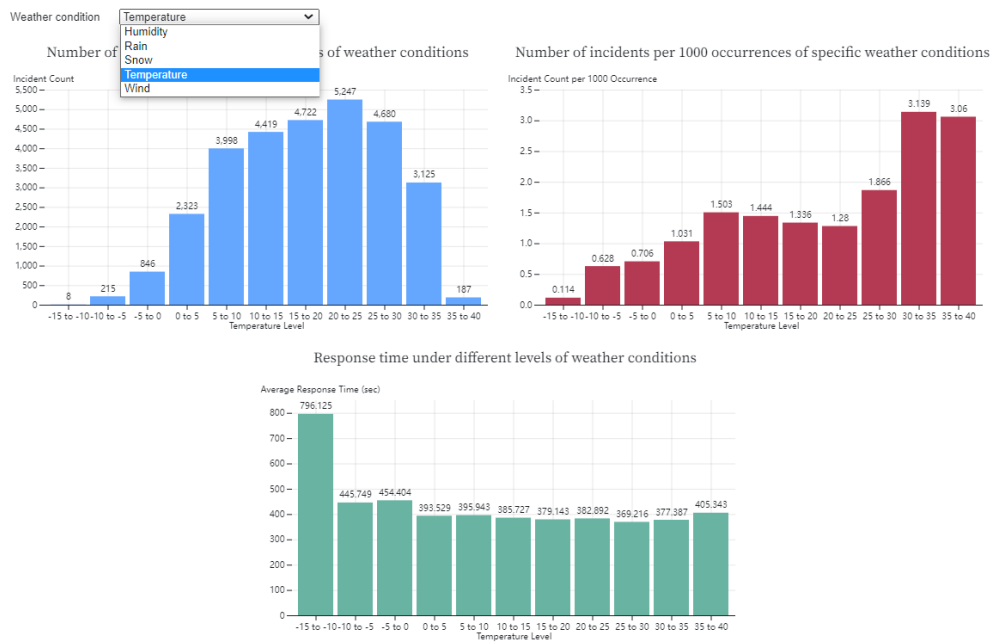 Weather condition Temperature
Humidity
Rain
Snow
Temperature
Wind
Number of s of weather conditions
Incident Count
5,500
5,000
4,500
4,000
3,500
3,000
2,500
2,000
1,500
1,000
500
0
8 215 846 2,323 3,998 4,419 4,722 5,247 4,680 3,125 187
-15 to -10 -10 to -5 -5 to 0 0 to 5 5 to 10 10 to 15 15 to 20 20 to 25 25 to 30 30 to 35 35 to 40
Temperature Level
Number of incidents per 1000 occurrences of specific weather conditions
Incident Count per 1000 Occurrence
3.5
3.0
2.5
2.0
1.5
1.0
0.5
0.0
0.114 0.628 0.706 1.031 1.503 1.444 1.336 1.28 1.866 3.139 3.06
-15 to -10 -10 to -5 -5 to 0 0 to 5 5 to 10 10 to 15 15 to 20 20 to 25 25 to 30 30 to 35 35 to 40
Temperature Level
Response time under different levels of weather conditions
Average Response Time (sec)
800
700
600
500
400
300
200
100
0
796.125 445.749 454.404 393.529 395.943 385.727 379.143 382.892 369.216 377.387 405.343
-15 to -10 -10 to -5 -5 to 0 0 to 5 5 to 10 10 to 15 15 to 20 20 to 25 25 to 30 30 to 35 35 to 40
Temperature Level